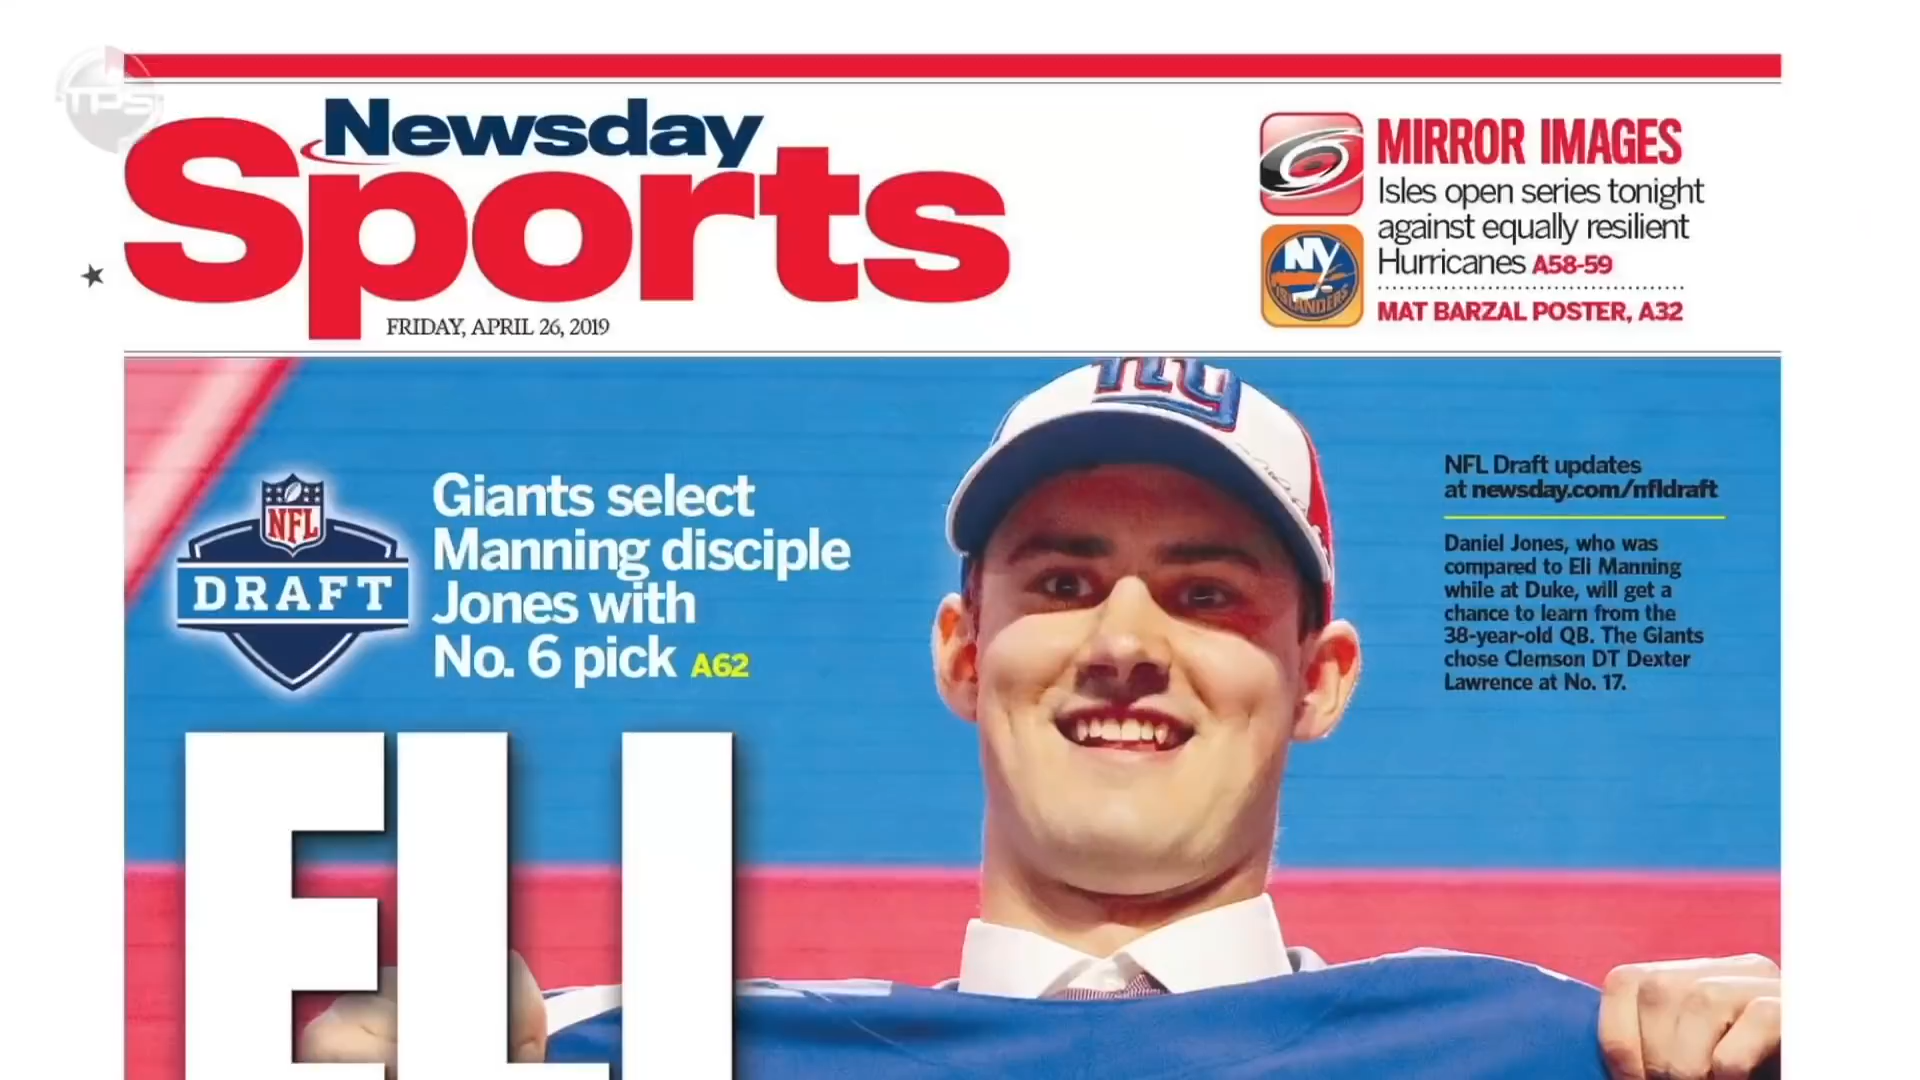 TPS
Newsday
Sports
FRIDAY, APRIL 26, 2019
MIRROR IMAGES
Isles open series tonight
against equally resilient
Hurricanes A58-59
MAT BARZAL POSTER, A32
NY
ISLANDERS
ny
NFL
DRAFT
Giants select
Manning disciple
Jones with
No. 6 pick A62
NFL Draft updates
at newsday.com/nfldraft
Daniel Jones, who was
compared to Eli Manning
while at Duke, will get a
chance to learn from the
38-year-old QB. The Giants
chose Clemson DT Dexter
Lawrence at No. 17.
ELI